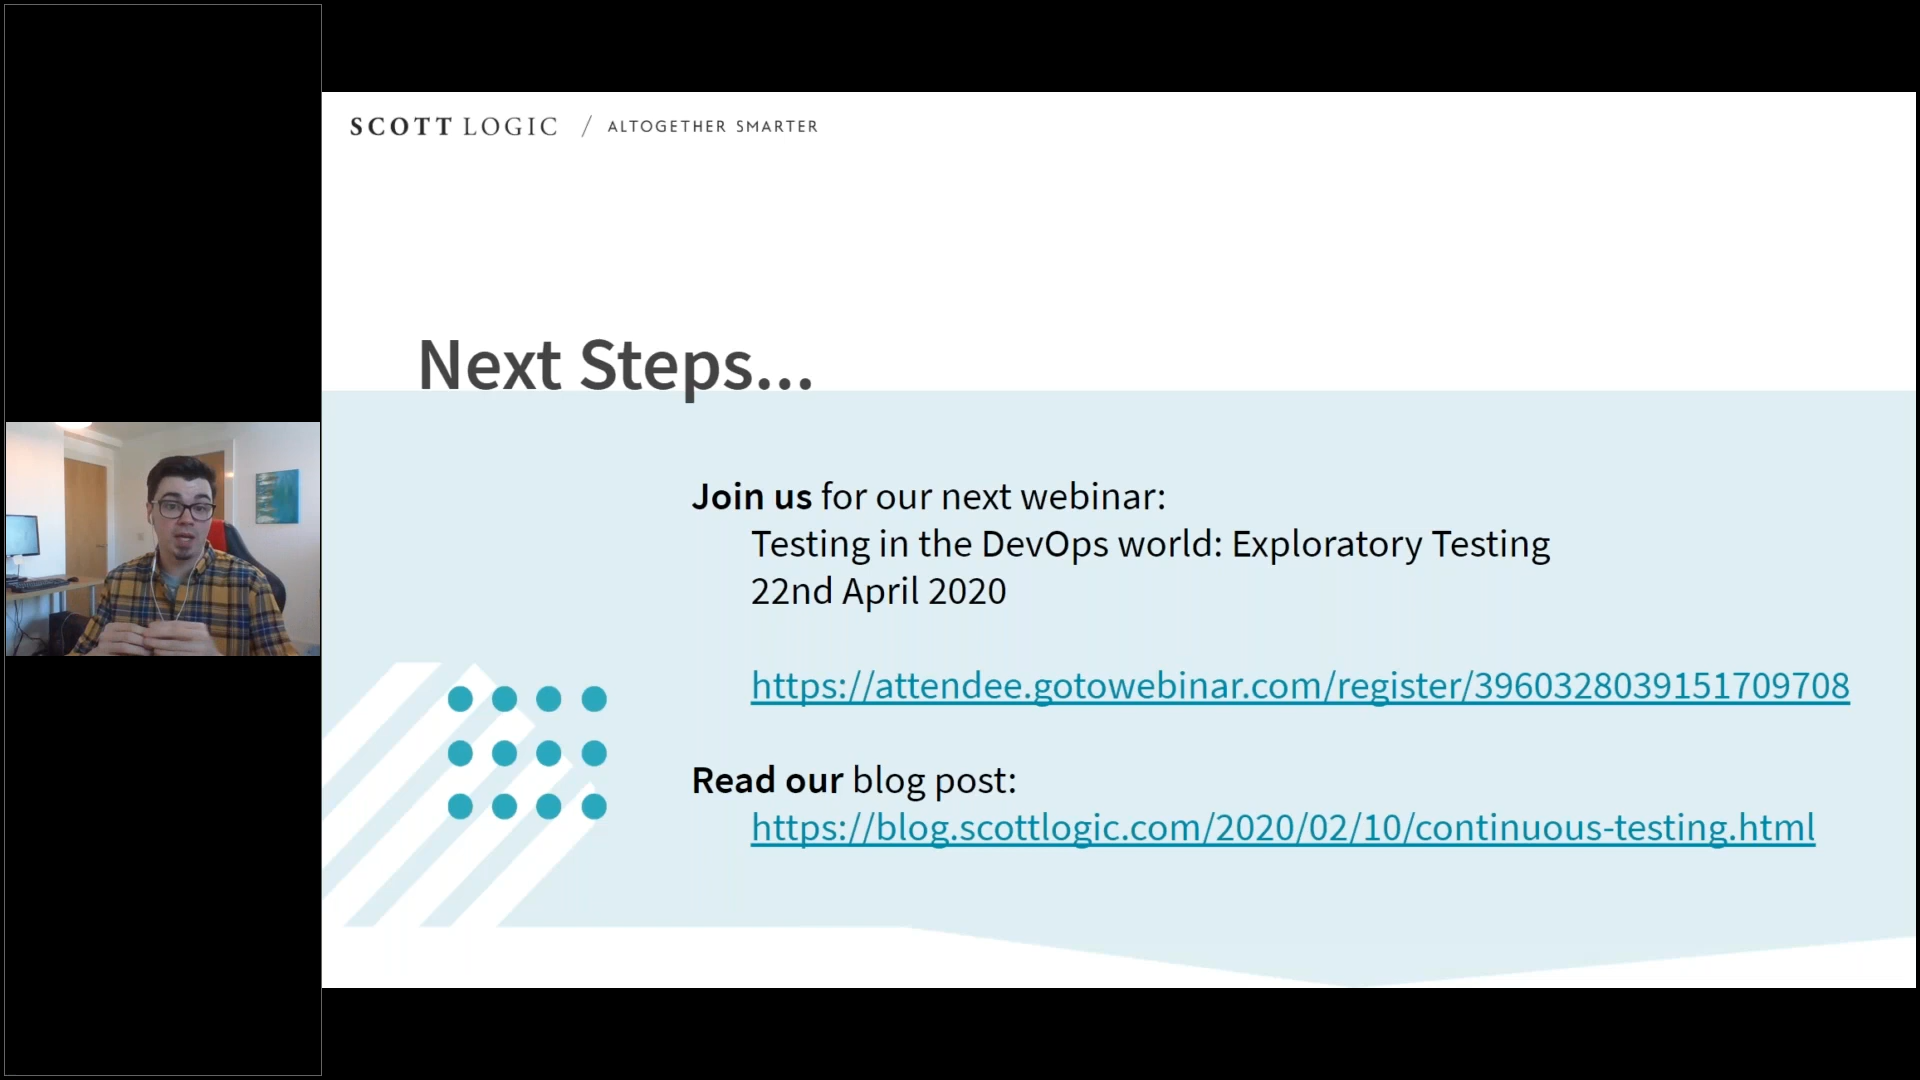 SCOTT LOGIC / ALTOGETHER SMARTER
Next Steps...
Join us for our next webinar:
Testing in the DevOps world: Exploratory Testing
22nd April 2020
https://attendee.gotowebinar.com/register/3960328039151709708
Read our blog post:
https://blog.scottlogic.com/2020/02/10/continuous-testing.html